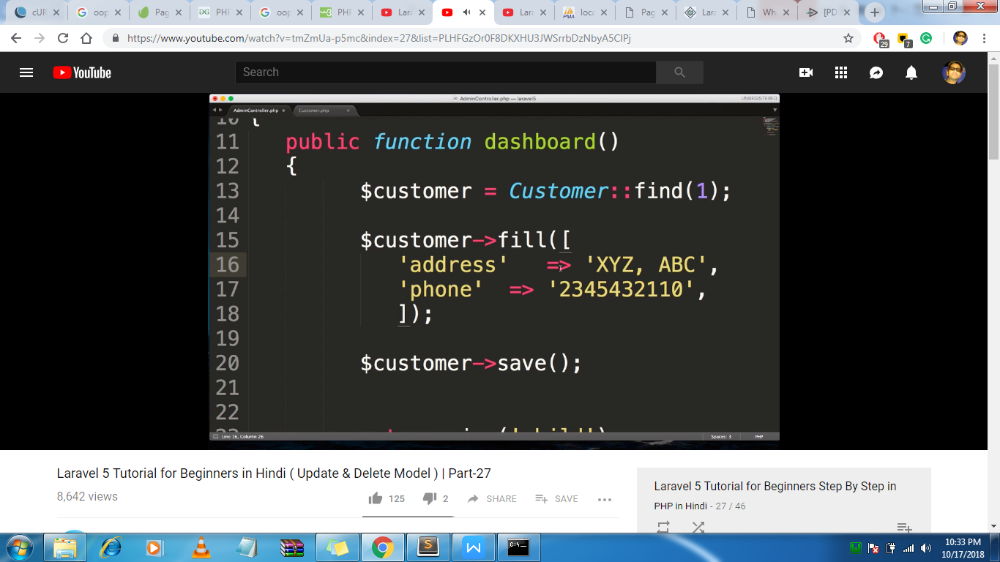 cUR
oop
Pag
PHP
oop
PHP
Lara
Lara
loca
Pag
Lara
Wh
[PD
https://www.youtube.com/watch?v=tmZmUa-p5mc&index=27&list=PLHFGzOr0F8DKXHU3JWSrrbDzNbyA5ClPj
29
7
YouTube
Search
AdminController.php — laravel5
UNREGISTERED
AdminController.php
Customer.php
10 {
11 public function dashboard()
12 {
13 $customer = Customer::find(1);
14
15 $customer->fill([
16 'address' => 'XYZ, ABC',
17 'phone' => '2345432110',
18 ]);
19
20 $customer->save();
21
22
Line 16, Column 26
Spaces: 3
PHP
Laravel 5 Tutorial for Beginners in Hindi ( Update & Delete Model ) | Part-27
8,642 views
125
2
SHARE
SAVE
Laravel 5 Tutorial for Beginners Step By Step in
PHP in Hindi - 27 / 46
10:33 PM
10/17/2018